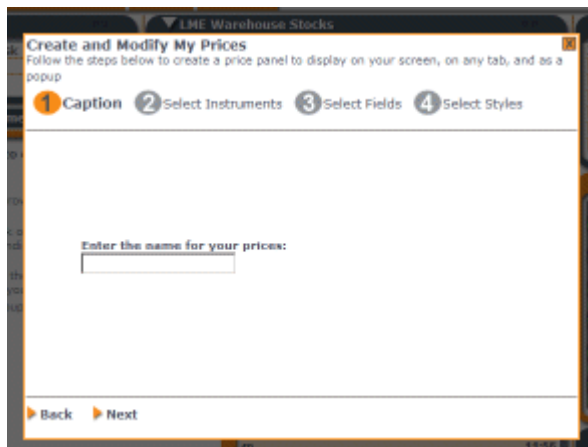 LME Warehouse Stocks
Create and Modify My Prices
Follow the steps below to create a price panel to display on your screen, on any tab, and as a
popup
1 Caption 2 Select Instruments 3 Select Fields 4 Select Styles
Enter the name for your prices:
Back Next